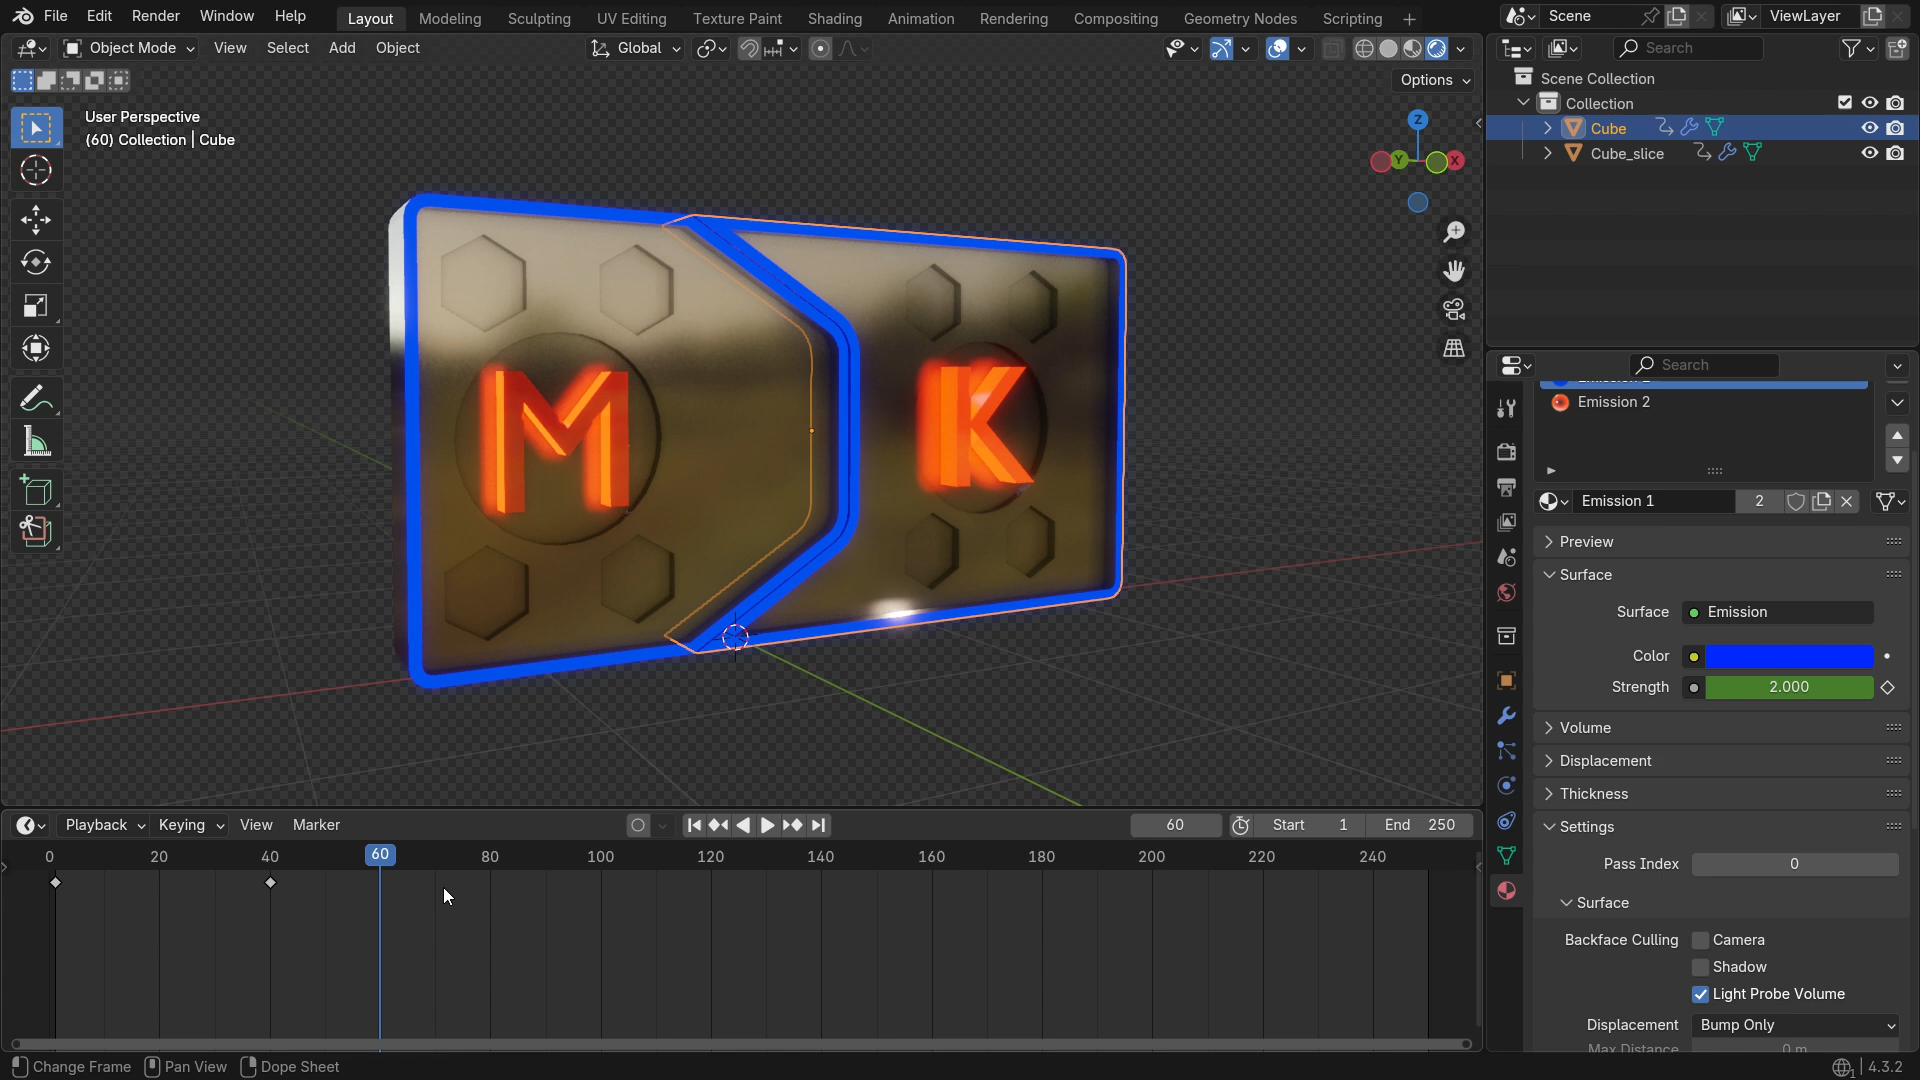 File Edit Render Window Help Layout Modeling Sculpting UV Editing Texture Paint Shading Animation Rendering Compositing Geometry Nodes Scripting Scene ViewLayer
Object Mode View Select Add Object Global Search
Options
User Perspective
(60) Collection | Cube
Z
Y X
Scene Collection
Collection
Cube
Cube_slice
M K
Search
Emission 2
Emission 1 2
Preview
Surface
Surface Emission
Color
Strength 2.000
Volume
Displacement
Thickness
Settings
Pass Index 0
Surface
Backface Culling Camera
Shadow
Light Probe Volume
Displacement Bump Only
Max Distance 0 m
Playback Keying View Marker 60 Start 1 End 250
0 20 40 60 80 100 120 140 160 180 200 220 240
Change Frame Pan View Dope Sheet 4.3.2